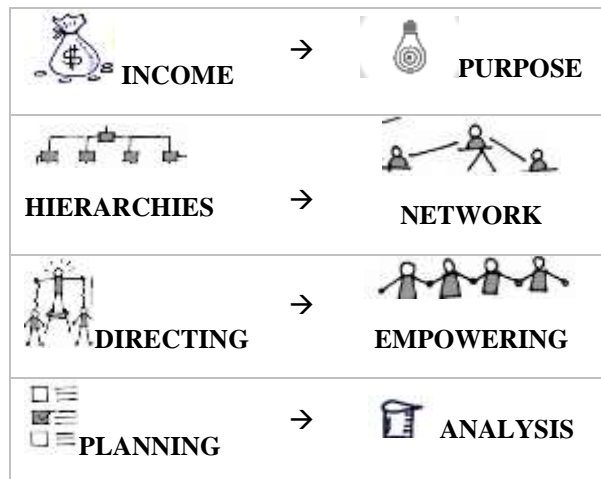 INCOME → PURPOSE
HIERARCHIES → NETWORK
DIRECTING → EMPOWERING
PLANNING → ANALYSIS